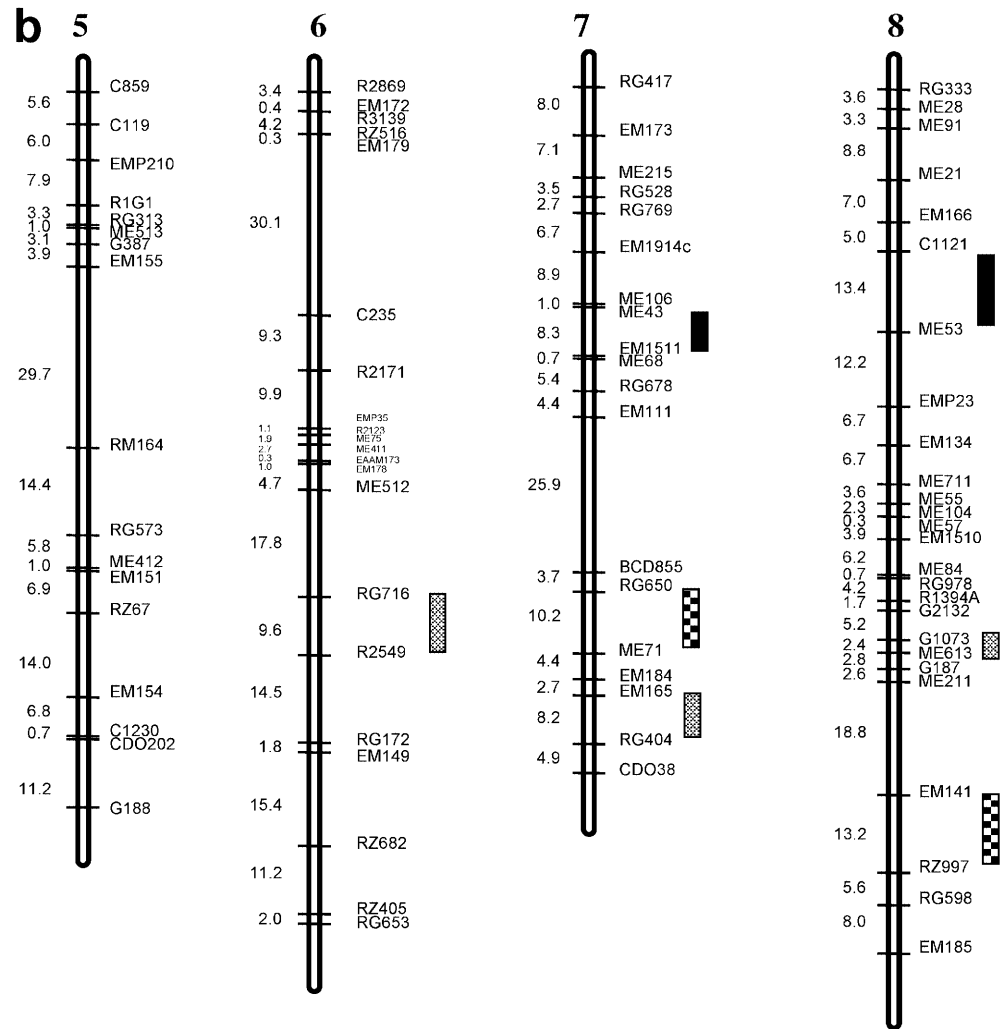 b
5
5.6
6.0
7.9
3.3
1.0
3.1
3.9
29.7
14.4
5.8
1.0
6.9
14.0
6.8
0.7
11.2
C859
C119
EMP210
R1G1
RG313
ME513
G387
EM155
RM164
RG573
ME412
EM151
RZ67
EM154
C1230
CDO202
G188
6
3.4
0.4
4.2
0.3
30.1
9.3
9.9
1.1
1.9
2.7
0.3
1.0
4.7
17.8
9.6
14.5
1.8
15.4
11.2
2.0
R2869
EM172
R3139
RZ516
EM179
C235
R2171
EMP35
R2123
ME75
ME411
EAAM173
EM178
ME512
RG716
R2549
RG172
EM149
RZ682
RZ405
RG653
7
8.0
7.1
3.5
2.7
6.7
8.9
1.0
8.3
0.7
5.4
4.4
25.9
3.7
10.2
4.4
2.7
8.2
4.9
RG417
EM173
ME215
RG528
RG769
EM1914c
ME106
ME43
EM1511
ME68
RG678
EM111
BCD855
RG650
ME71
EM184
EM165
RG404
CDO38
8
3.6
3.3
8.8
7.0
5.0
13.4
12.2
6.7
6.7
3.6
2.3
0.3
3.9
6.2
0.7
4.2
1.7
5.2
2.4
2.8
2.6
18.8
13.2
5.6
8.0
RG333
ME28
ME91
ME21
EM166
C1121
ME53
EMP23
EM134
ME711
ME55
ME104
ME57
EM1510
ME84
RG978
R1394A
G2132
G1073
ME613
G187
ME211
EM141
RZ997
RG598
EM185